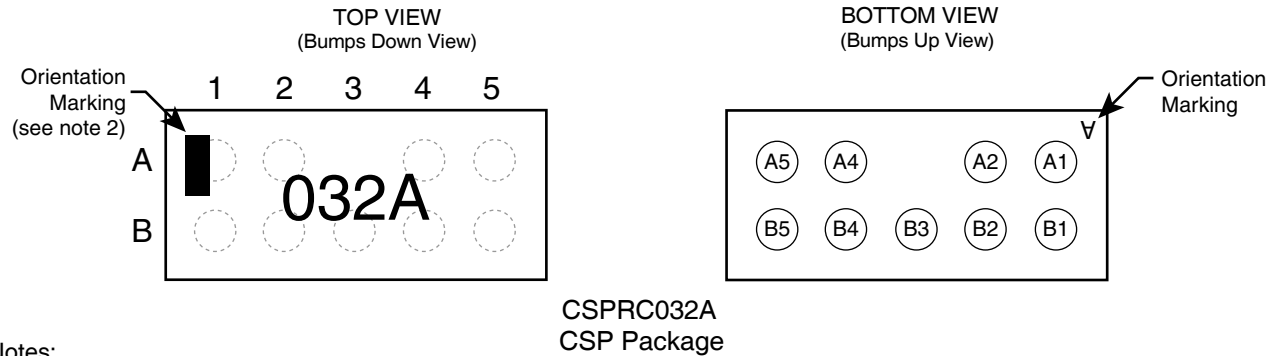 TOP VIEW
(Bumps Down View)
Orientation
Marking
(see note 2)
1 2 3 4 5
A
B
032A
BOTTOM VIEW
(Bumps Up View)
Orientation
Marking
A
A5 A4 A2 A1
B5 B4 B3 B2 B1
CSPRC032A
CSP Package